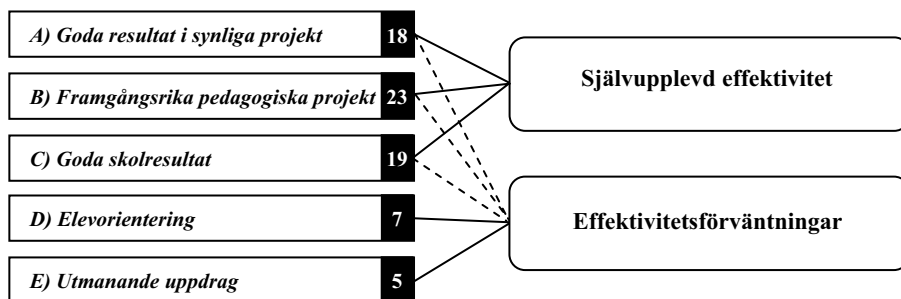 A) Goda resultat i synliga projekt 18
B) Framgångsrika pedagogiska projekt 23
C) Goda skolresultat 19
D) Elevorientering 7
E) Utmanande uppdrag 5
Självupplevd effektivitet
Effektivitetsförväntningar